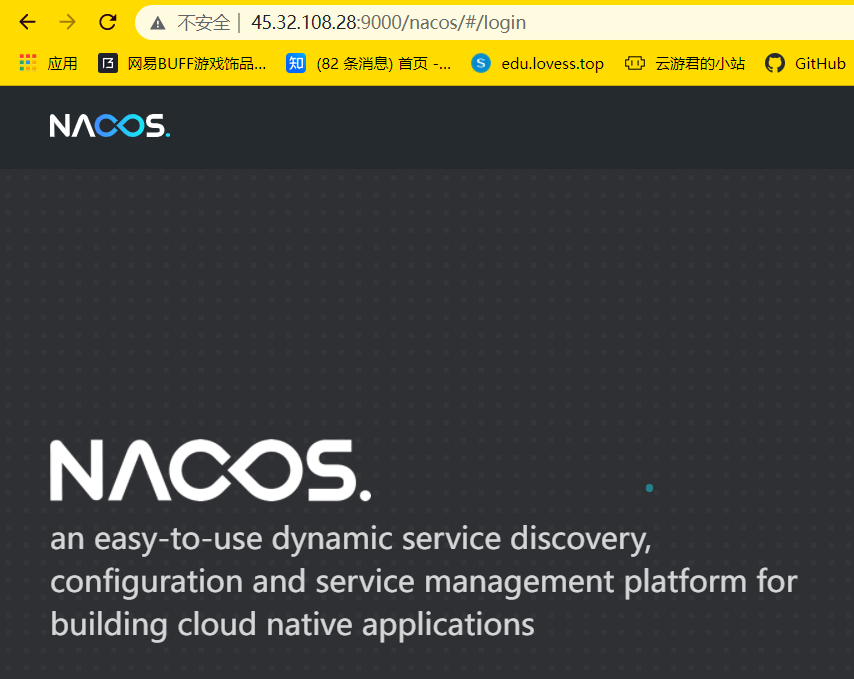 不安全 | 45.32.108.28:9000/nacos/#/login
应用 网易BUFF游戏饰品... (82 条消息) 首页 -... edu.lovess.top 云游君的小站 GitHub
知 S
NACOS.
NACOS.
an easy-to-use dynamic service discovery,
configuration and service management platform for
building cloud native applications